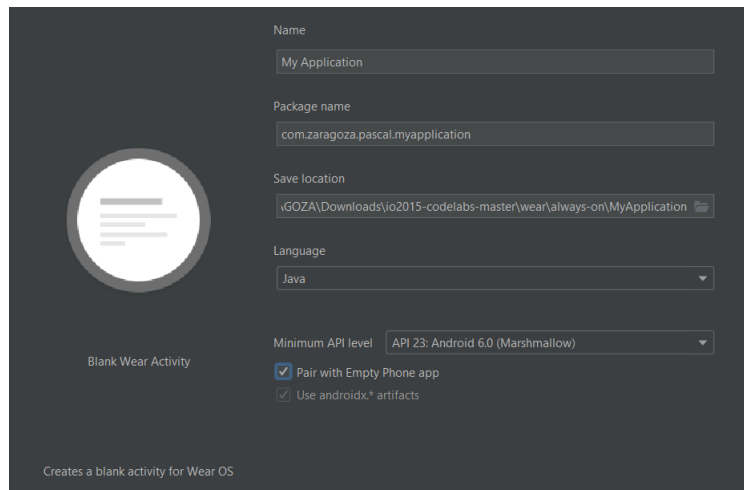 Name
My Application
Package name
com.zaragoza.pascal.myapplication
Save location
\GOZA\Downloads\io2015-codelabs-master\wear\always-on\MyApplication
Language
Java
Minimum API level API 23: Android 6.0 (Marshmallow)
Blank Wear Activity
Pair with Empty Phone app
Use androidx.* artifacts
Creates a blank activity for Wear OS